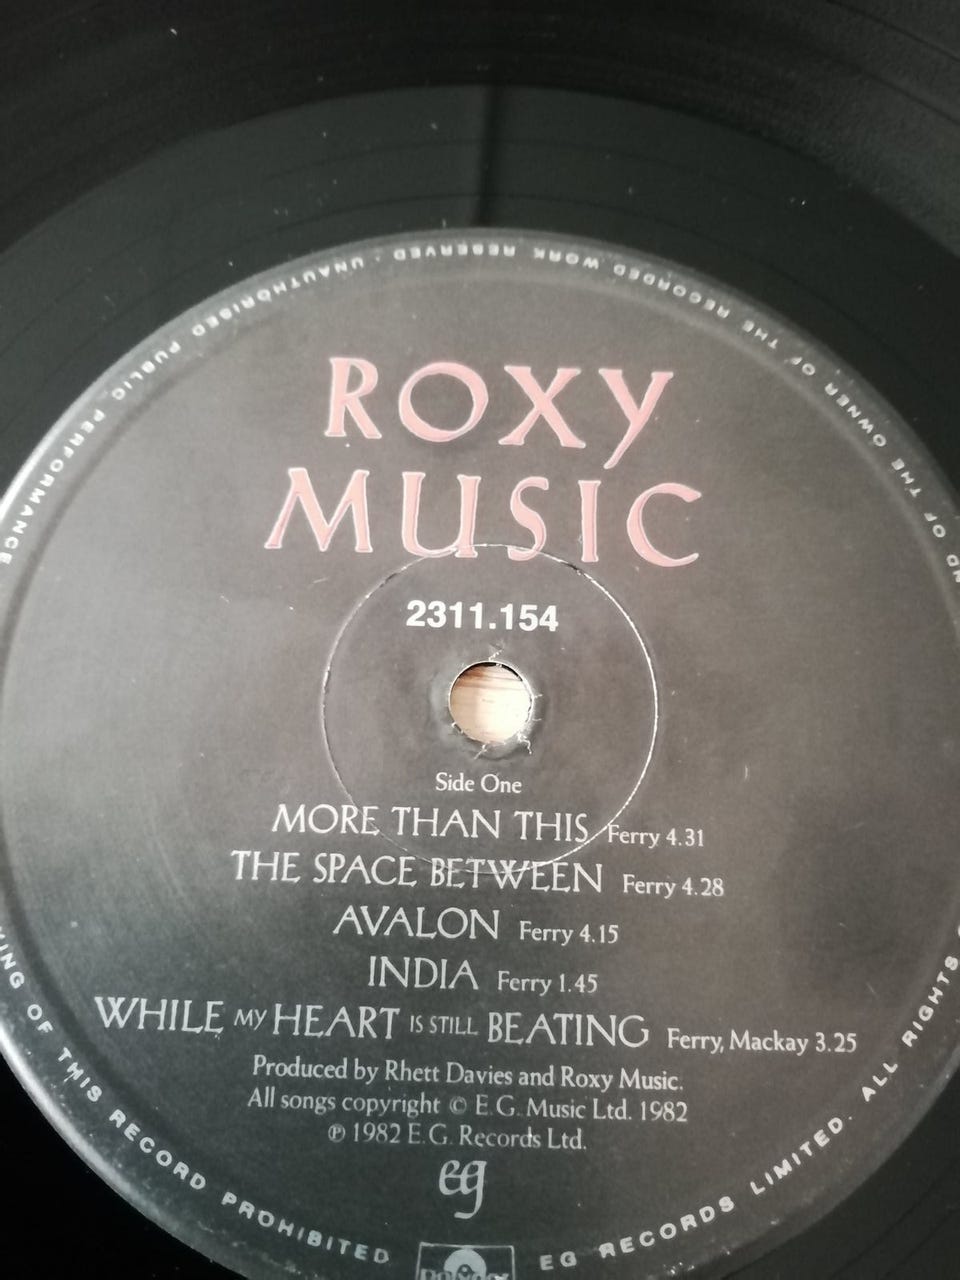 ROXY
MUSIC
2311.154
Side One
MORE THAN THIS Ferry 4.31
THE SPACE BETWEEN Ferry 4.28
AVALON Ferry 4.15
INDIA Ferry 1.45
WHILE MY HEART IS STILL BEATING Ferry, Mackay 3.25
Produced by Rhett Davies and Roxy Music.
All songs copyright © E.G. Music Ltd. 1982
℗ 1982 E.G. Records Ltd.
eg
EG RECORDS LIMITED. ALL RIGHTS
OF THE OWNER OF THE RECORDED WORK RESERVED. UNAUTHORISED PUBLIC PERFORMANCE
OF THIS RECORD PROHIBITED